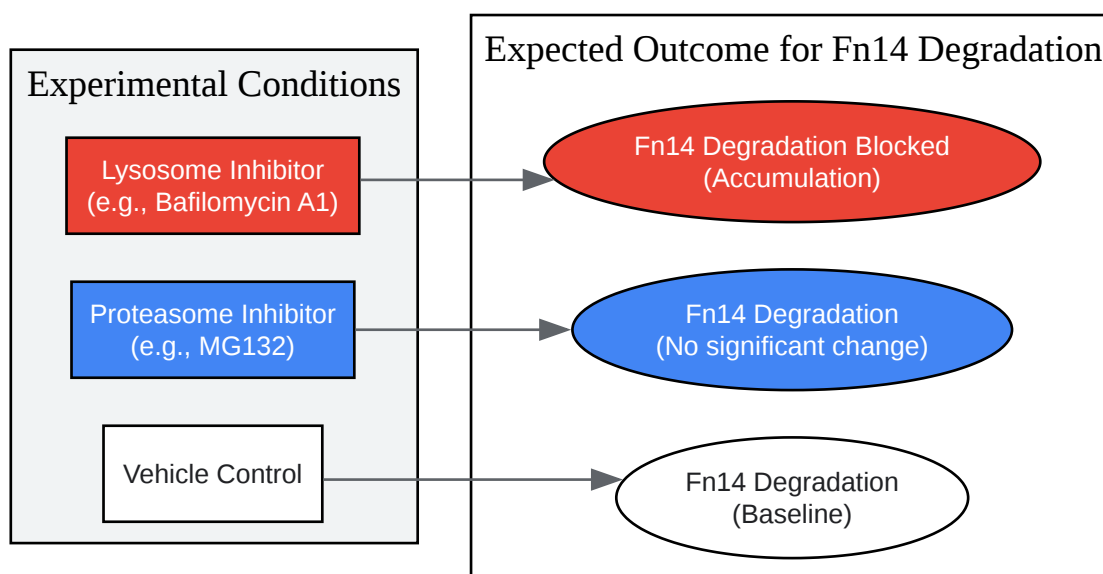 Experimental Conditions
Lysosome Inhibitor
(e.g., Bafilomycin A1)
Proteasome Inhibitor
(e.g., MG132)
Vehicle Control
Expected Outcome for Fn14 Degradation
Fn14 Degradation Blocked
(Accumulation)
Fn14 Degradation
(No significant change)
Fn14 Degradation
(Baseline)